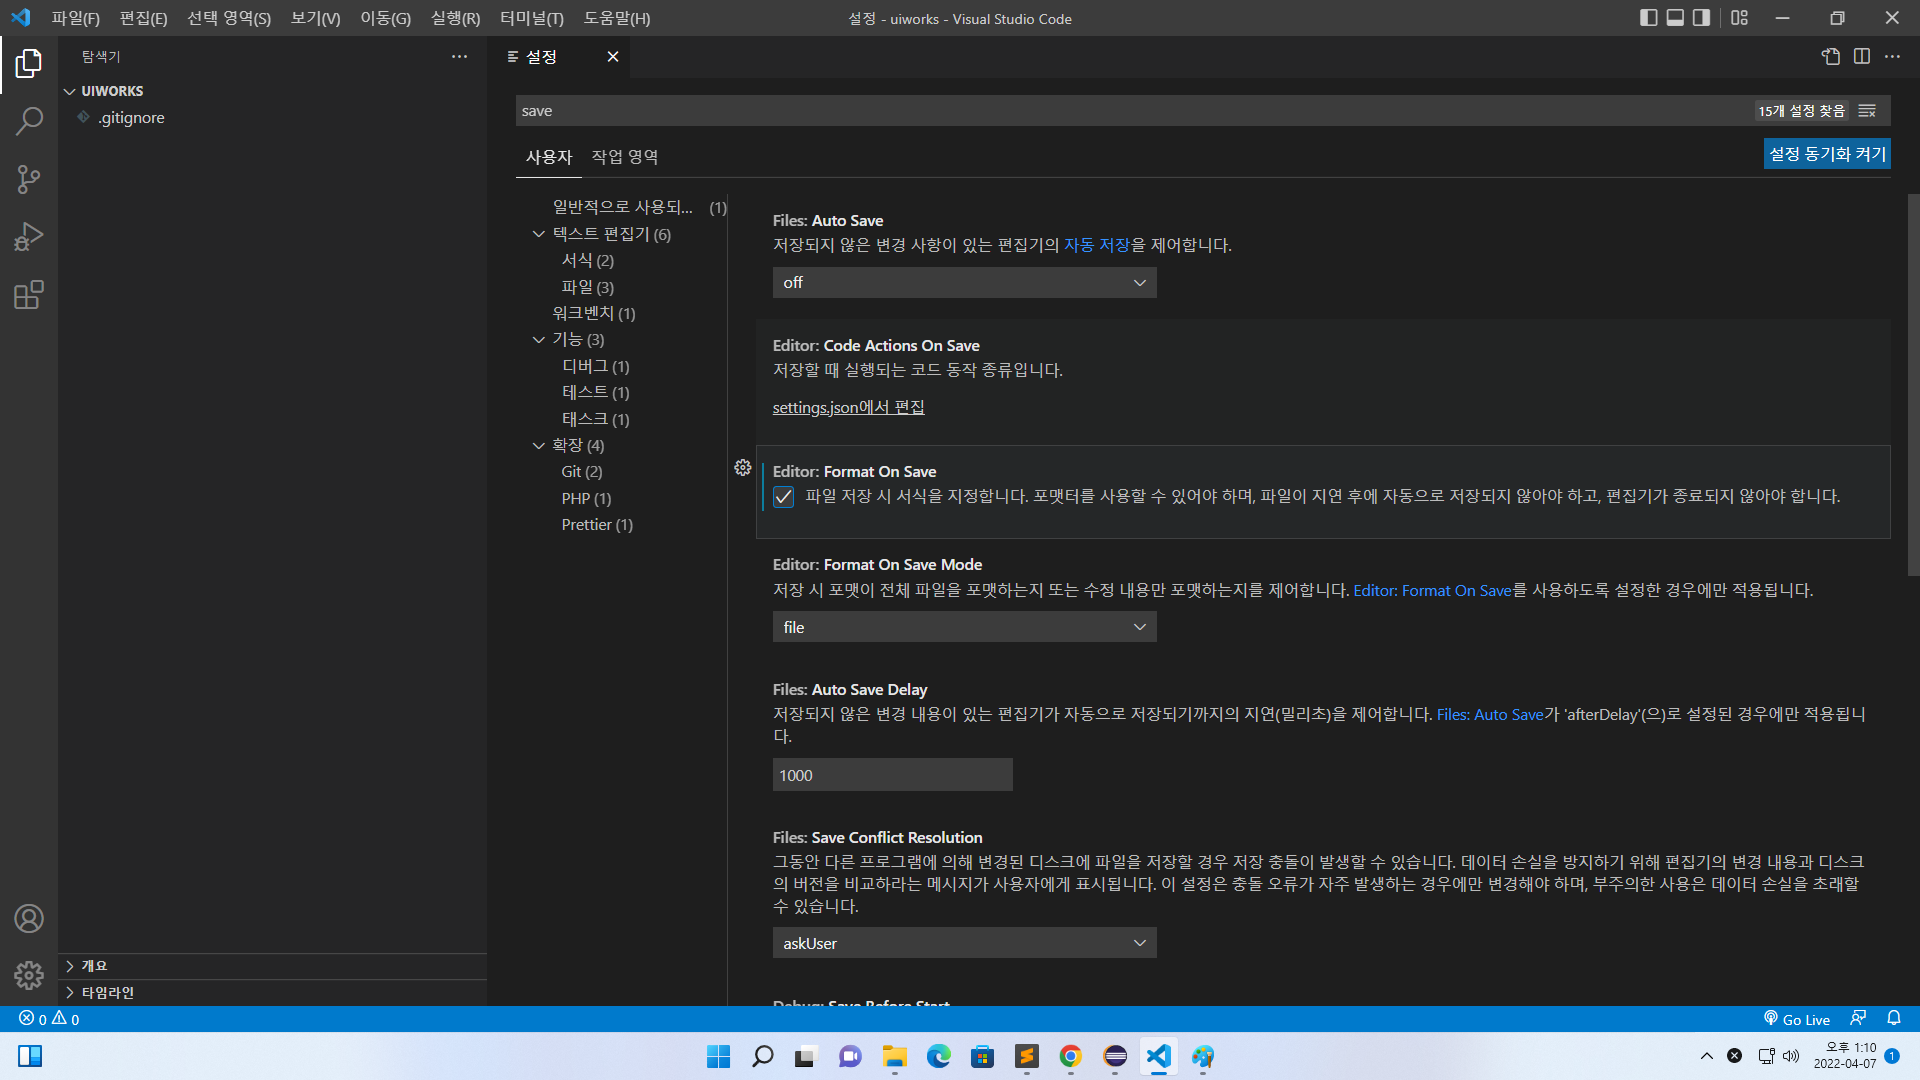 파일(F) 편집(E) 선택 영역(S) 보기(V) 이동(G) 실행(R) 터미널(T) 도움말(H)
설정 - uiworks - Visual Studio Code
탐색기
UIWORKS
.gitignore
개요
타임라인
설정
save
15개 설정 찾음
사용자 작업 영역
설정 동기화 켜기
일반적으로 사용되... (1)
텍스트 편집기 (6)
서식 (2)
파일 (3)
워크벤치 (1)
기능 (3)
디버그 (1)
테스트 (1)
태스크 (1)
확장 (4)
Git (2)
PHP (1)
Prettier (1)
Files: Auto Save
저장되지 않은 변경 사항이 있는 편집기의 자동 저장을 제어합니다.
off
Editor: Code Actions On Save
저장할 때 실행되는 코드 동작 종류입니다.
settings.json에서 편집
Editor: Format On Save
파일 저장 시 서식을 지정합니다. 포맷터를 사용할 수 있어야 하며, 파일이 지연 후에 자동으로 저장되지 않아야 하고, 편집기가 종료되지 않아야 합니다.
Editor: Format On Save Mode
저장 시 포맷이 전체 파일을 포맷하는지 또는 수정 내용만 포맷하는지를 제어합니다. Editor: Format On Save를 사용하도록 설정한 경우에만 적용됩니다.
file
Files: Auto Save Delay
저장되지 않은 변경 내용이 있는 편집기가 자동으로 저장되기까지의 지연(밀리초)을 제어합니다. Files: Auto Save가 'afterDelay'(으)로 설정된 경우에만 적용됩니
다.
1000
Files: Save Conflict Resolution
그동안 다른 프로그램에 의해 변경된 디스크에 파일을 저장할 경우 저장 충돌이 발생할 수 있습니다. 데이터 손실을 방지하기 위해 편집기의 변경 내용과 디스크
의 버전을 비교하라는 메시지가 사용자에게 표시됩니다. 이 설정은 충돌 오류가 자주 발생하는 경우에만 변경해야 하며, 부주의한 사용은 데이터 손실을 초래할
수 있습니다.
askUser
Debug: Save Before Start
0 0
Go Live
오후 1:10
2022-04-07
1